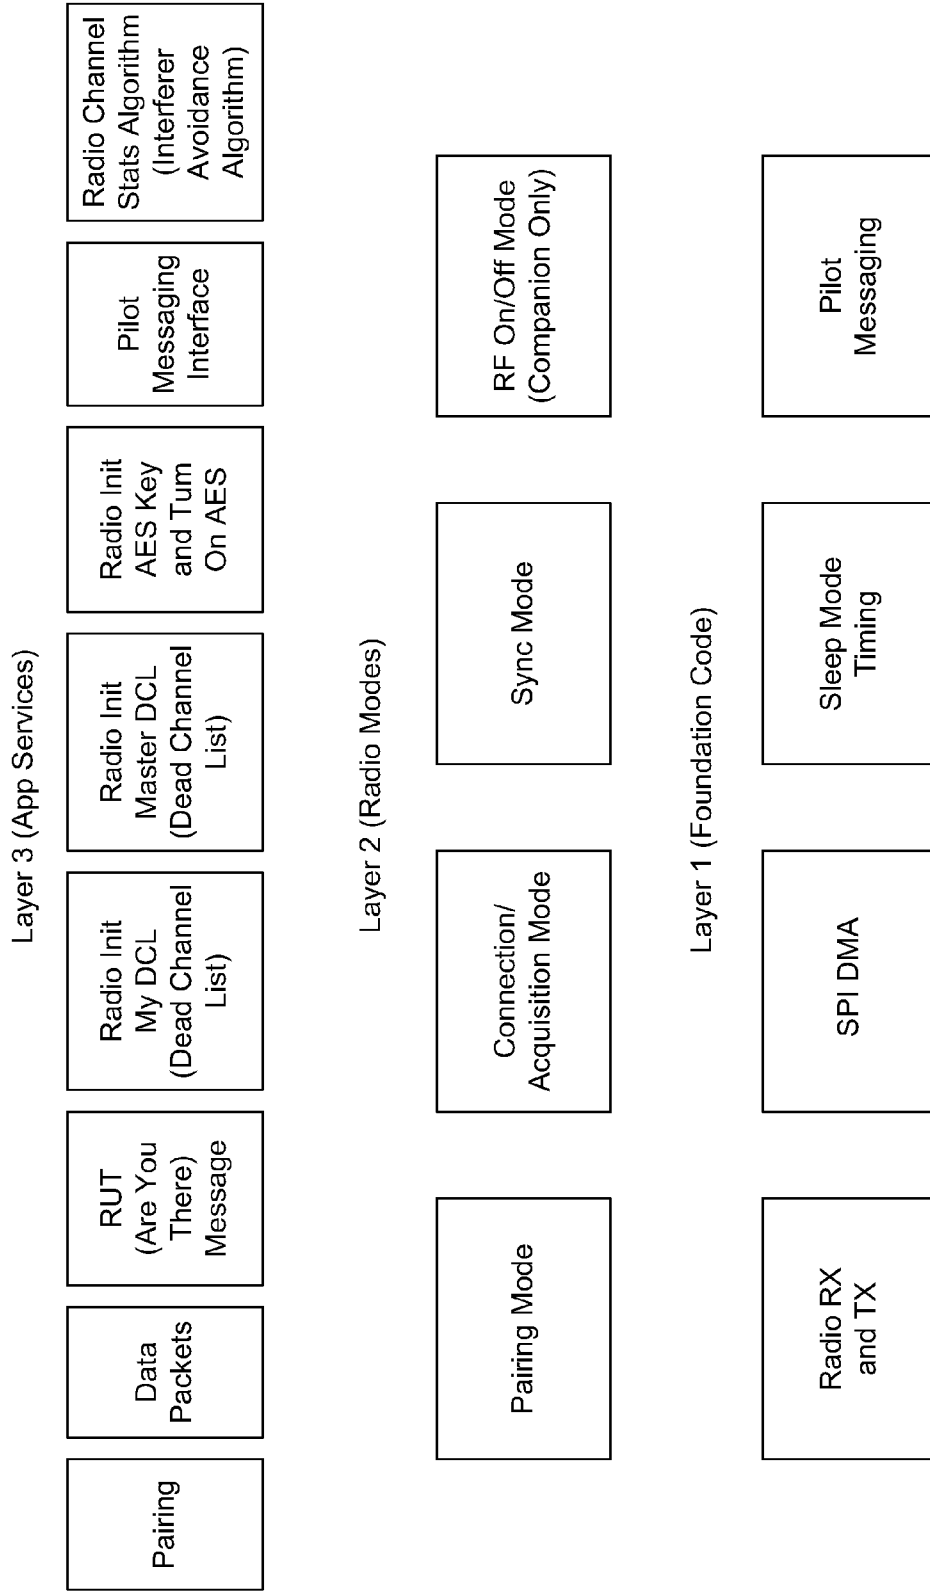 Layer 3 (App Services)
Pairing
Data
Packets
RUT
(Are You
There)
Message
Radio Init
My DCL
(Dead Channel
List)
Radio Init
Master DCL
(Dead Channel
List)
Radio Init
AES Key
and Tum
On AES
Pilot
Messaging
Interface
Radio Channel
Stats Algorithm
(Interferer
Avoidance
Algorithm)
Layer 2 (Radio Modes)
Pairing Mode
Connection/
Acquisition Mode
Sync Mode
RF On/Off Mode
(Companion Only)
Layer 1 (Foundation Code)
Radio RX
and TX
SPI DMA
Sleep Mode
Timing
Pilot
Messaging